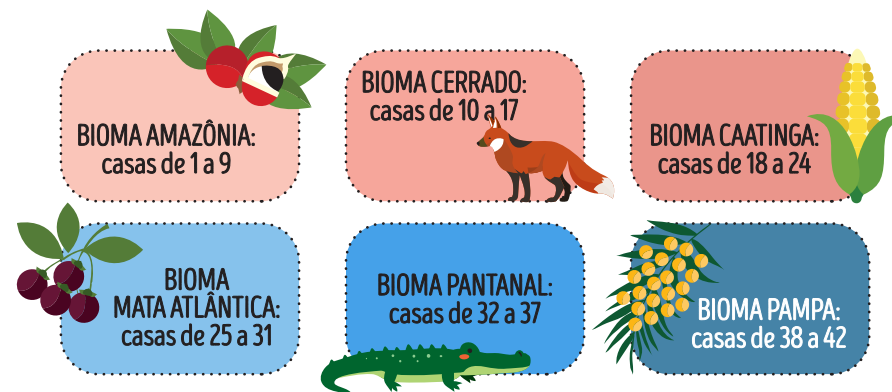 BIOMA AMAZÔNIA:
casas de 1 a 9
BIOMA CERRADO:
casas de 10 a 17
BIOMA CAATINGA:
casas de 18 a 24
BIOMA
MATA ATLÂNTICA:
casas de 25 a 31
BIOMA PANTANAL:
casas de 32 a 37
BIOMA PAMPA:
casas de 38 a 42